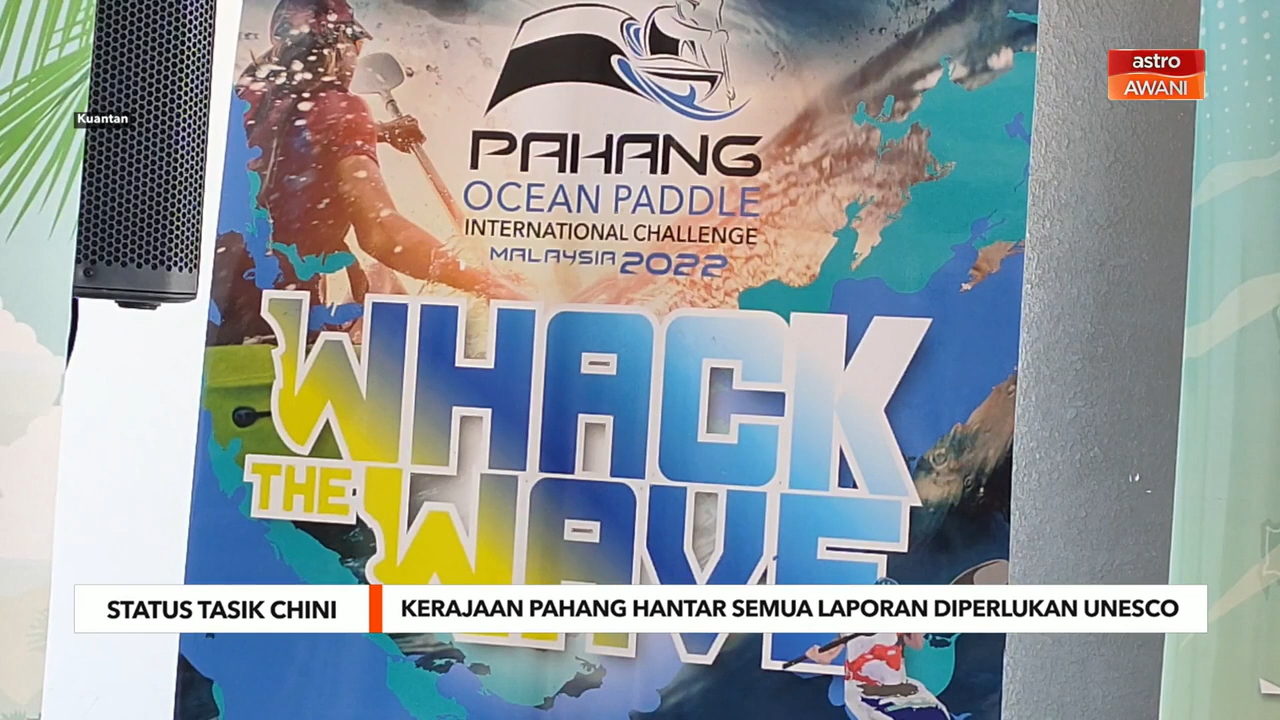 astro
AWANI
Kuantan
PAHANG
OCEAN PADDLE
INTERNATIONAL CHALLENGE
MALAYSIA 2022
WHACK
THE WAVE
STATUS TASIK CHINI
KERAJAAN PAHANG HANTAR SEMUA LAPORAN DIPERLUKAN UNESCO